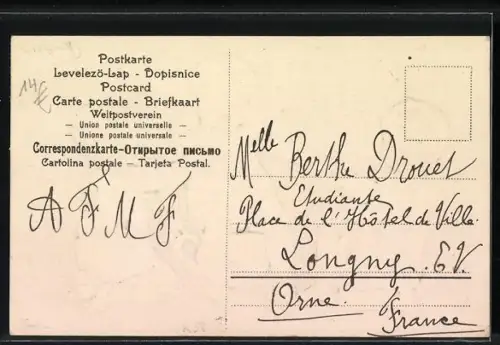 Postkarte
Levelezö-Lap - Dopisnice
Postcard
Carte postale - Briefkaart
Weltpostverein
— Union postale universelle —
— Unione postale universale —
Correspondenzkarte-Открытое письмо
Cartolina postale — Tarjeta Postal.
14 €
A F M F.
Melle Berthe Drouet
Etudiante
Place de l'Hôtel de Ville
Longny. E.V.
Orne.
France